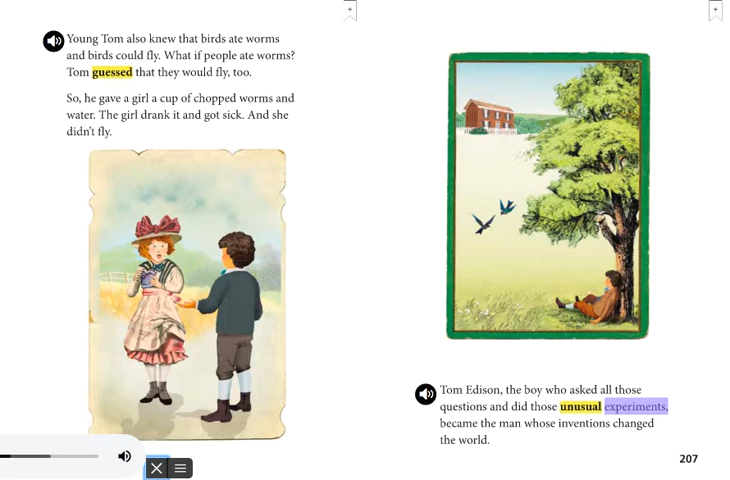 Young Tom also knew that birds ate worms
and birds could fly. What if people ate worms?
Tom guessed that they would fly, too.
So, he gave a girl a cup of chopped worms and
water. The girl drank it and got sick. And she
didn't fly.
Tom Edison, the boy who asked all those
questions and did those unusual experiments,
became the man whose inventions changed
the world.
207